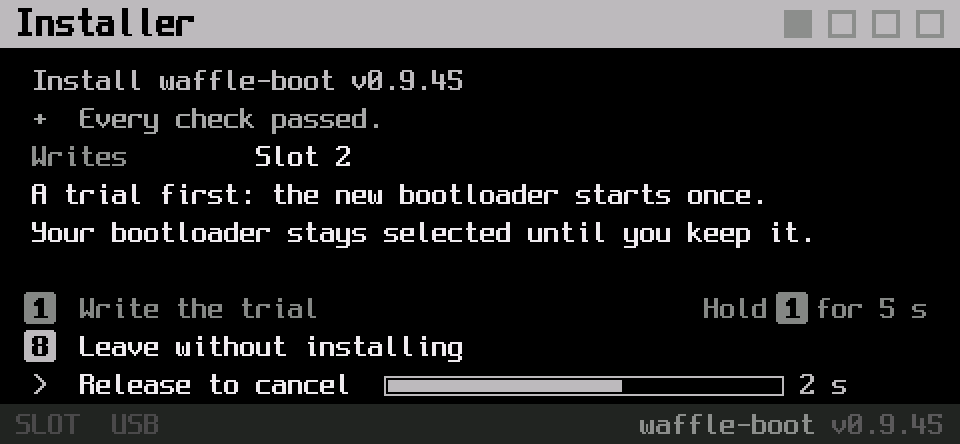 Installer
Install waffle-boot v0.9.45
+ Every check passed.
Writes Slot 2
A trial first: the new bootloader starts once.
Your bootloader stays selected until you keep it.
1 Write the trial Hold 1 for 5 s
8 Leave without installing
> Release to cancel 2 s
SLOT USB waffle-boot v0.9.45